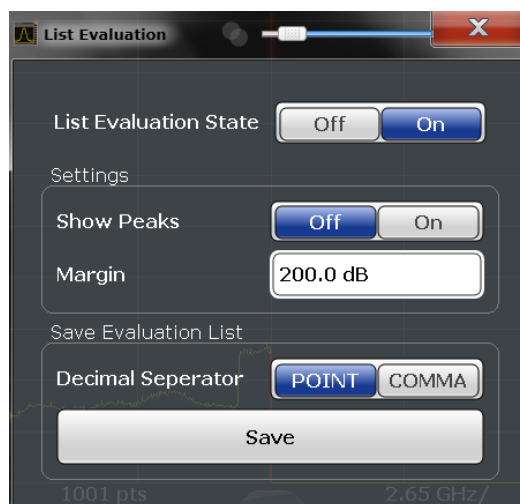 List Evaluation
X
List Evaluation State Off On
Settings
Show Peaks Off On
Margin 200.0 dB
Save Evaluation List
Decimal Seperator POINT COMMA
Save
1001 pts 2.65 GHz/